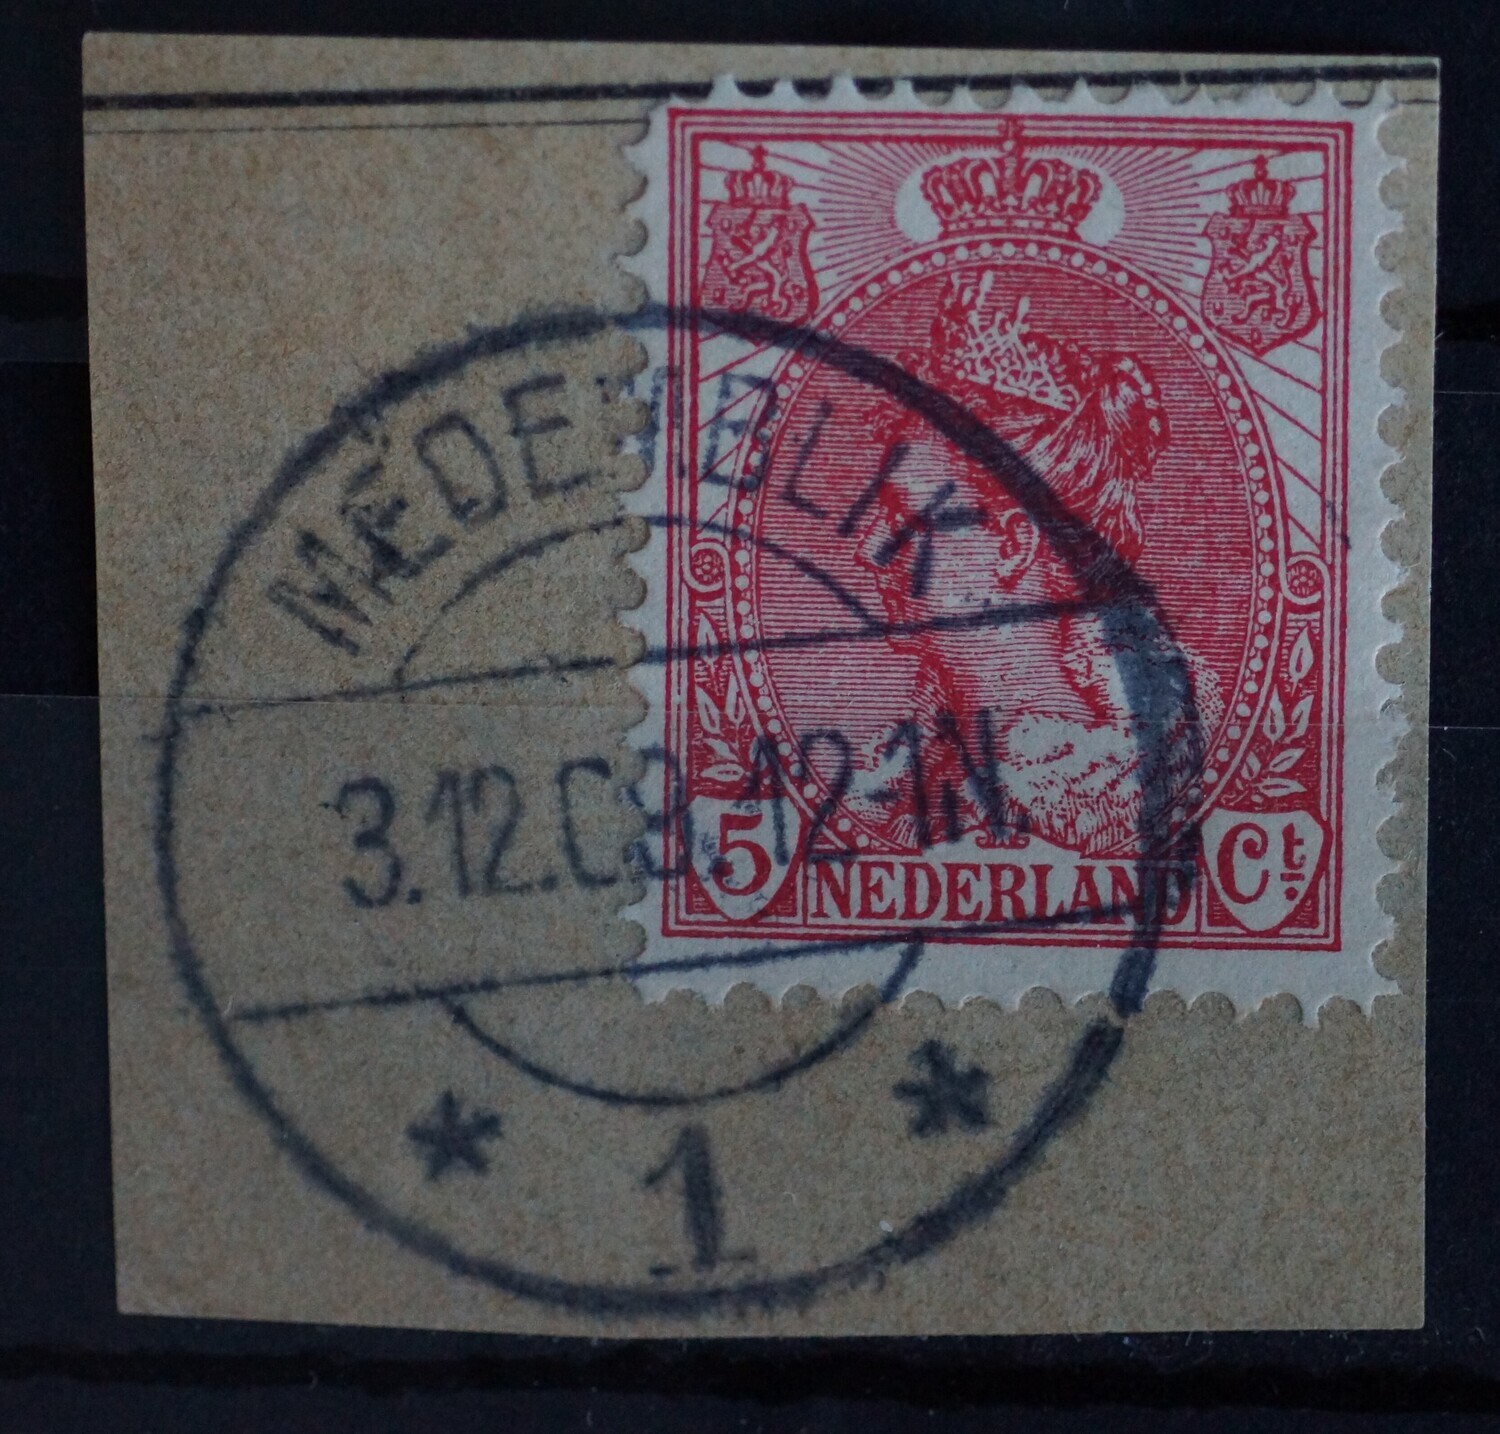 MEDEMBLIK
3.12.08.12-1N.
5 NEDERLAND Ct.
* 1 *